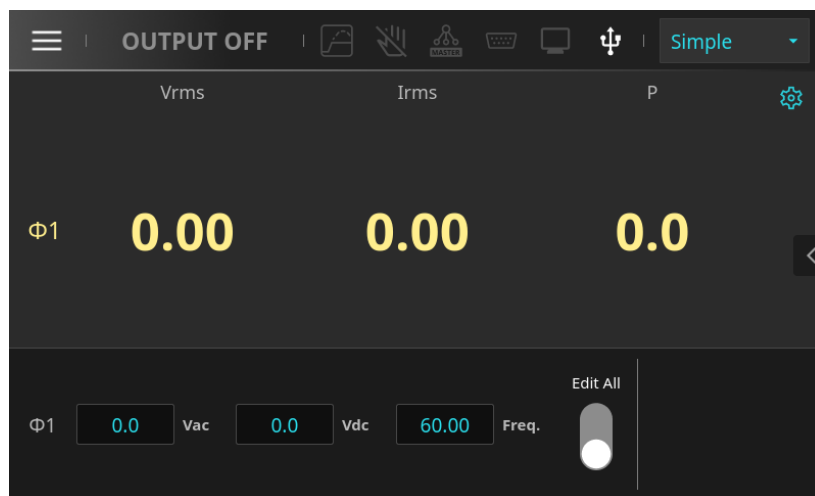 OUTPUT OFF MASTER Simple
Vrms Irms P
Φ1 0.00 0.00 0.0
Edit All
Φ1 0.0 Vac 0.0 Vdc 60.00 Freq.